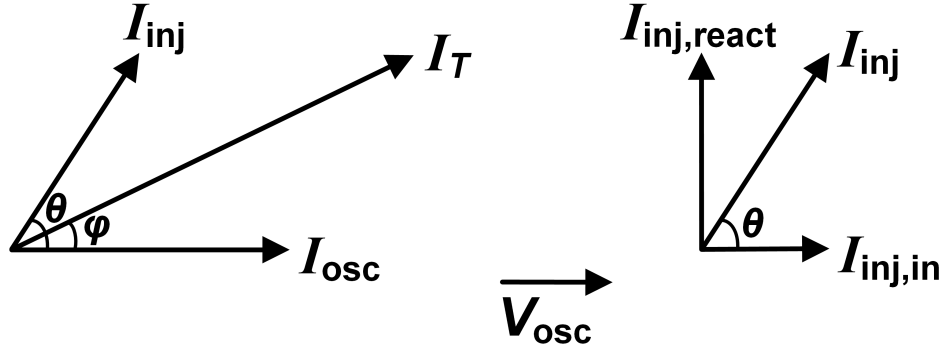 I_inj
I_T
θ
φ
I_osc
V_osc
I_inj,react
I_inj
θ
I_inj,in